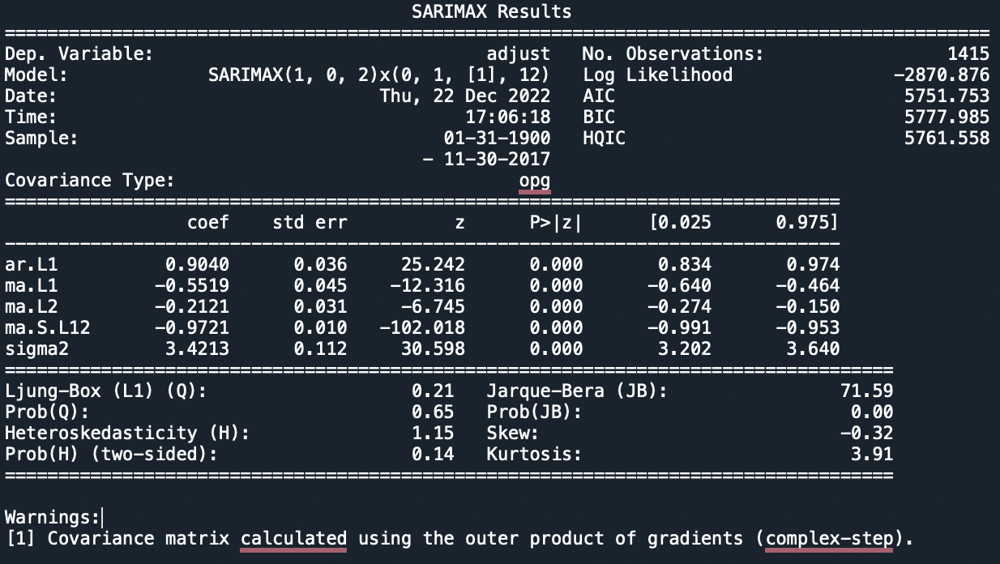 SARIMAX Results
==============================================================================================
Dep. Variable: adjust No. Observations: 1415
Model: SARIMAX(1, 0, 2)x(0, 1, [1], 12) Log Likelihood -2870.876
Date: Thu, 22 Dec 2022 AIC 5751.753
Time: 17:06:18 BIC 5777.985
Sample: 01-31-1900 HQIC 5761.558
- 11-30-2017
Covariance Type: opg
==============================================================================
coef std err z P>|z| [0.025 0.975]
------------------------------------------------------------------------------
ar.L1 0.9040 0.036 25.242 0.000 0.834 0.974
ma.L1 -0.5519 0.045 -12.316 0.000 -0.640 -0.464
ma.L2 -0.2121 0.031 -6.745 0.000 -0.274 -0.150
ma.S.L12 -0.9721 0.010 -102.018 0.000 -0.991 -0.953
sigma2 3.4213 0.112 30.598 0.000 3.202 3.640
===================================================================================
Ljung-Box (L1) (Q): 0.21 Jarque-Bera (JB): 71.59
Prob(Q): 0.65 Prob(JB): 0.00
Heteroskedasticity (H): 1.15 Skew: -0.32
Prob(H) (two-sided): 0.14 Kurtosis: 3.91
===================================================================================
Warnings:
[1] Covariance matrix calculated using the outer product of gradients (complex-step).